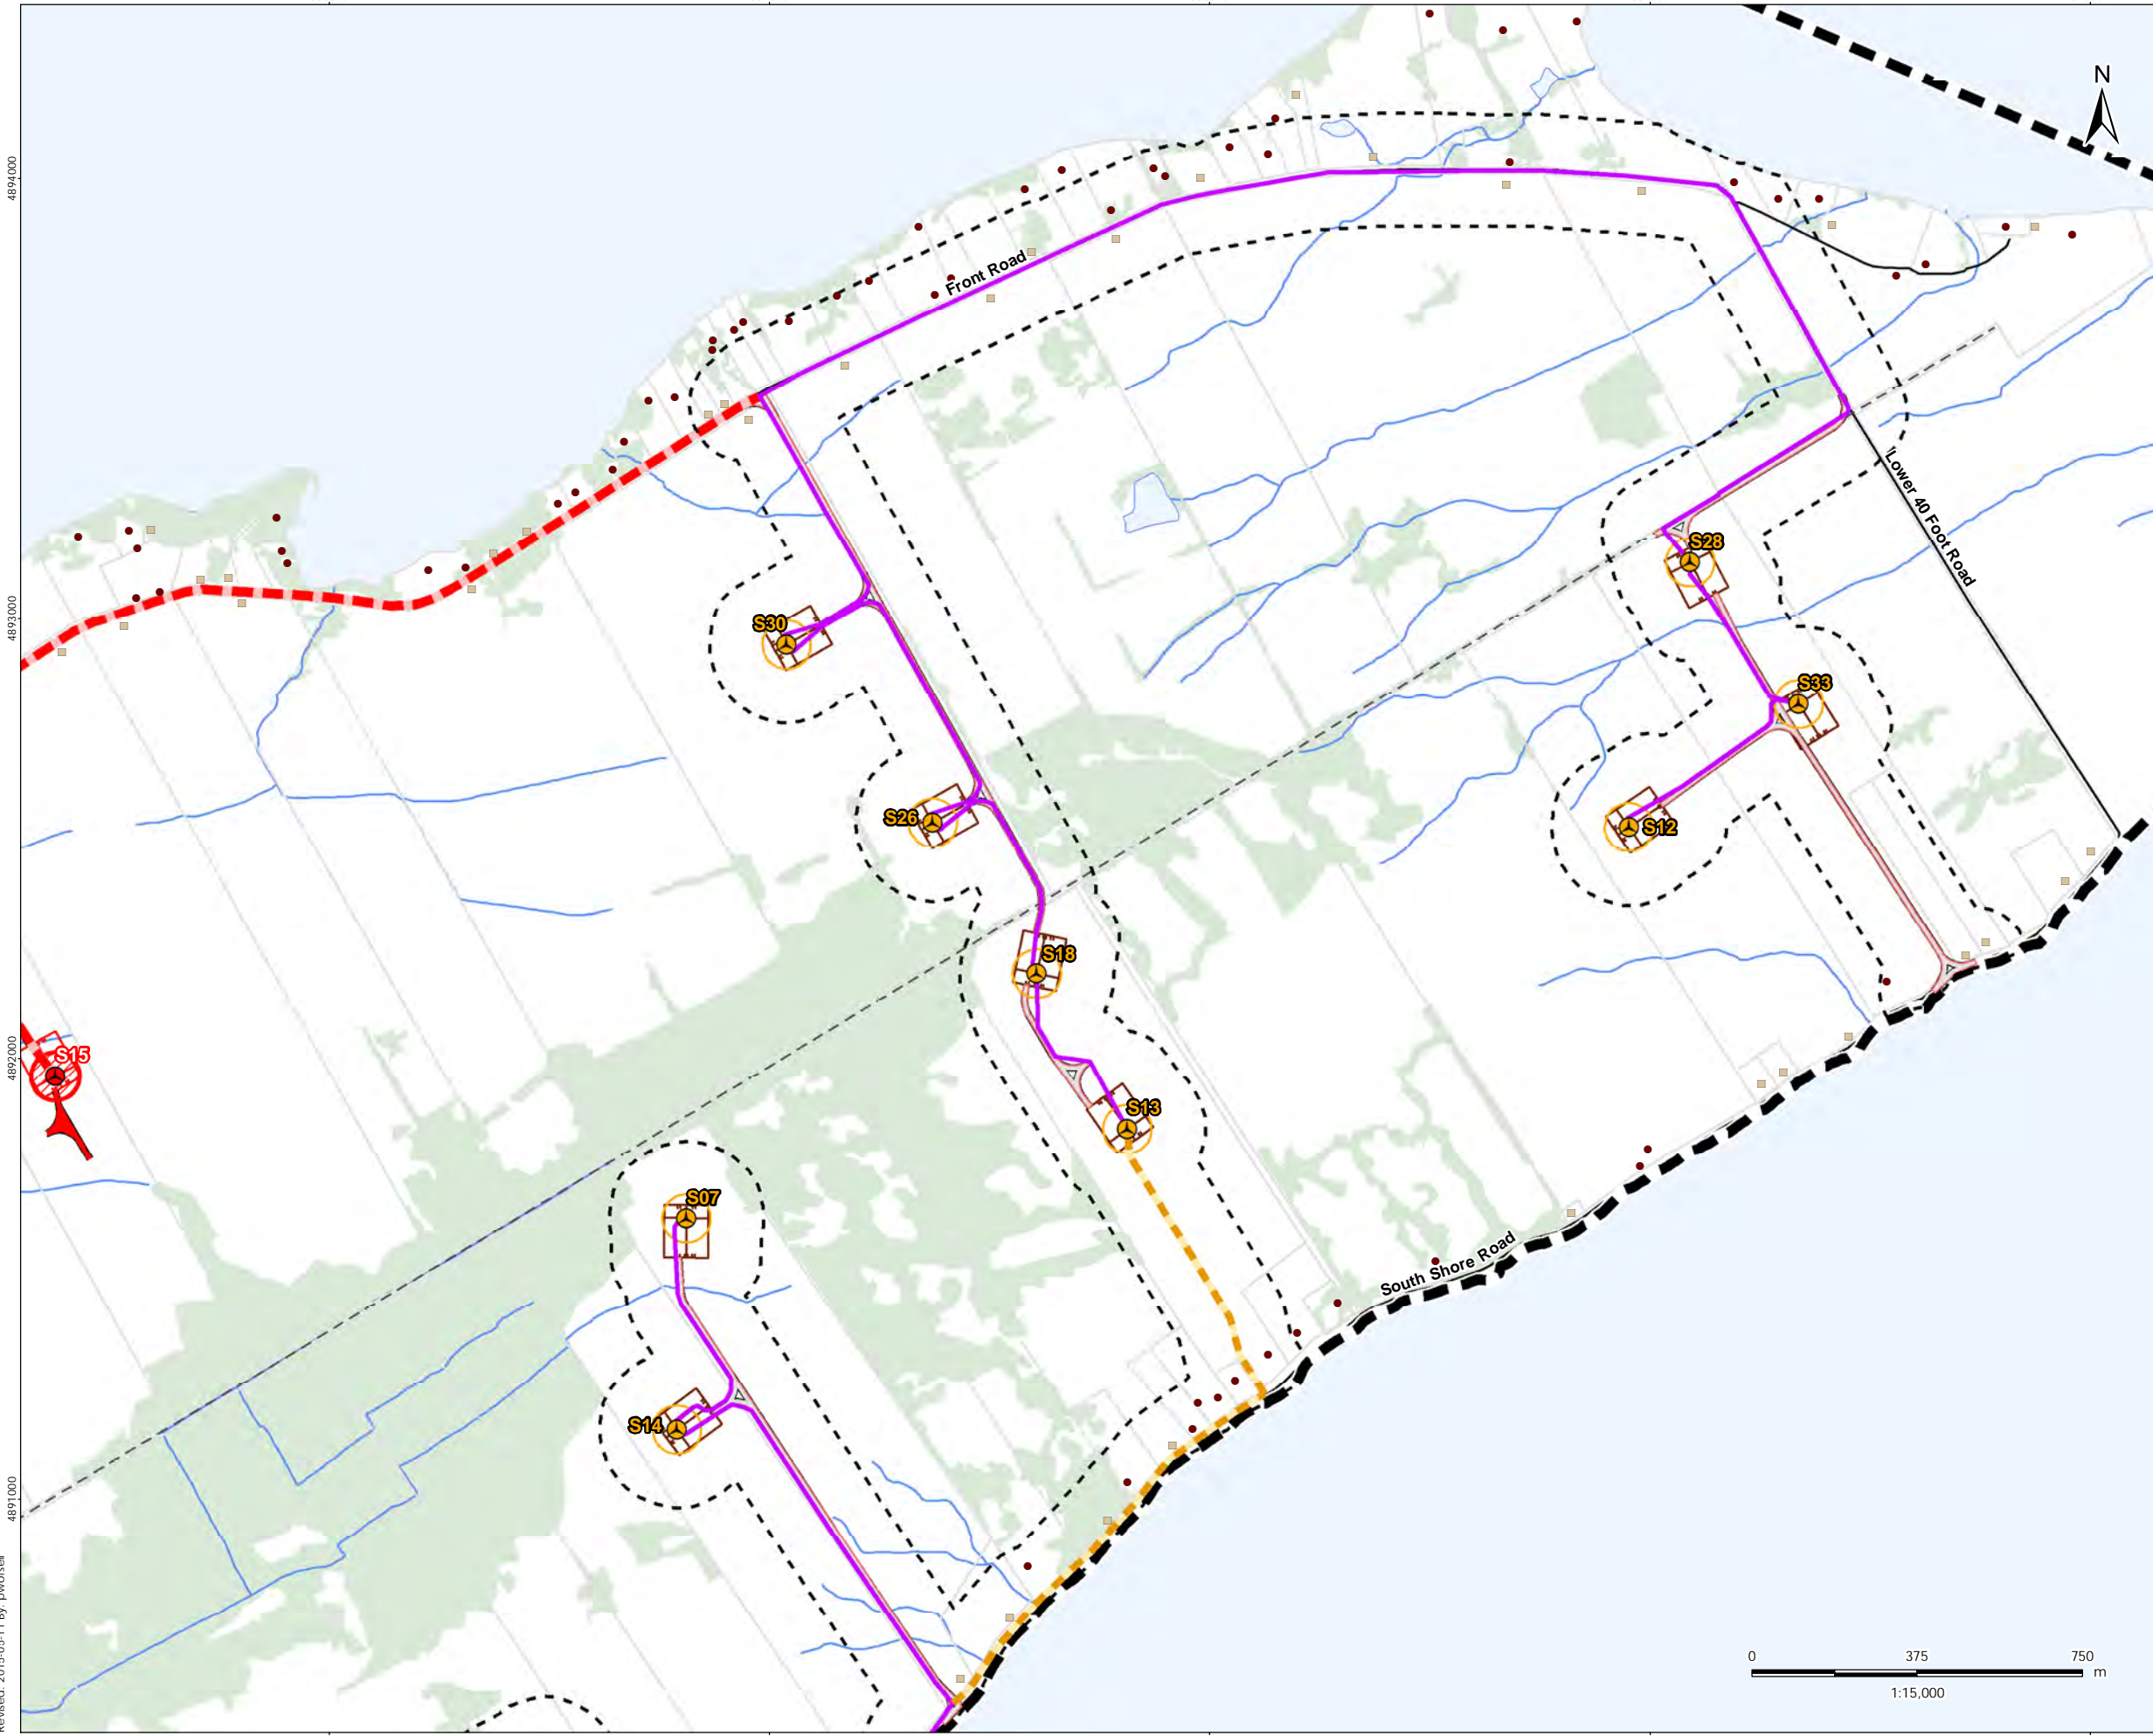 N
4894000
Front Road
Lower 40 Foot Road
S28
4893000
S30
S33
S26
S12
S18
4892000
S15
S13
S07
South Shore Road
S14
4891000
0 375 750
m
1:15,000